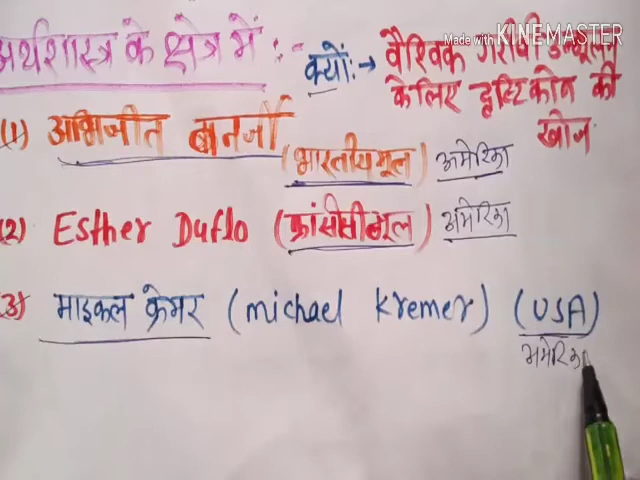 Made with KINEMASTER
अर्थशास्त्र के क्षेत्र में :-
क्यों :→ वैश्विक गरीबी उन्मूलन
के लिए दृष्टिकोन की
खोज
(1) अभिजीत बनर्जी (भारतीय मूल) अमेरिका
(2) Esther Duflo (फ्रांसीसी मूल) अमेरिका
(3) माइकल क्रेमर (michael kremer) (USA)
अमेरिका